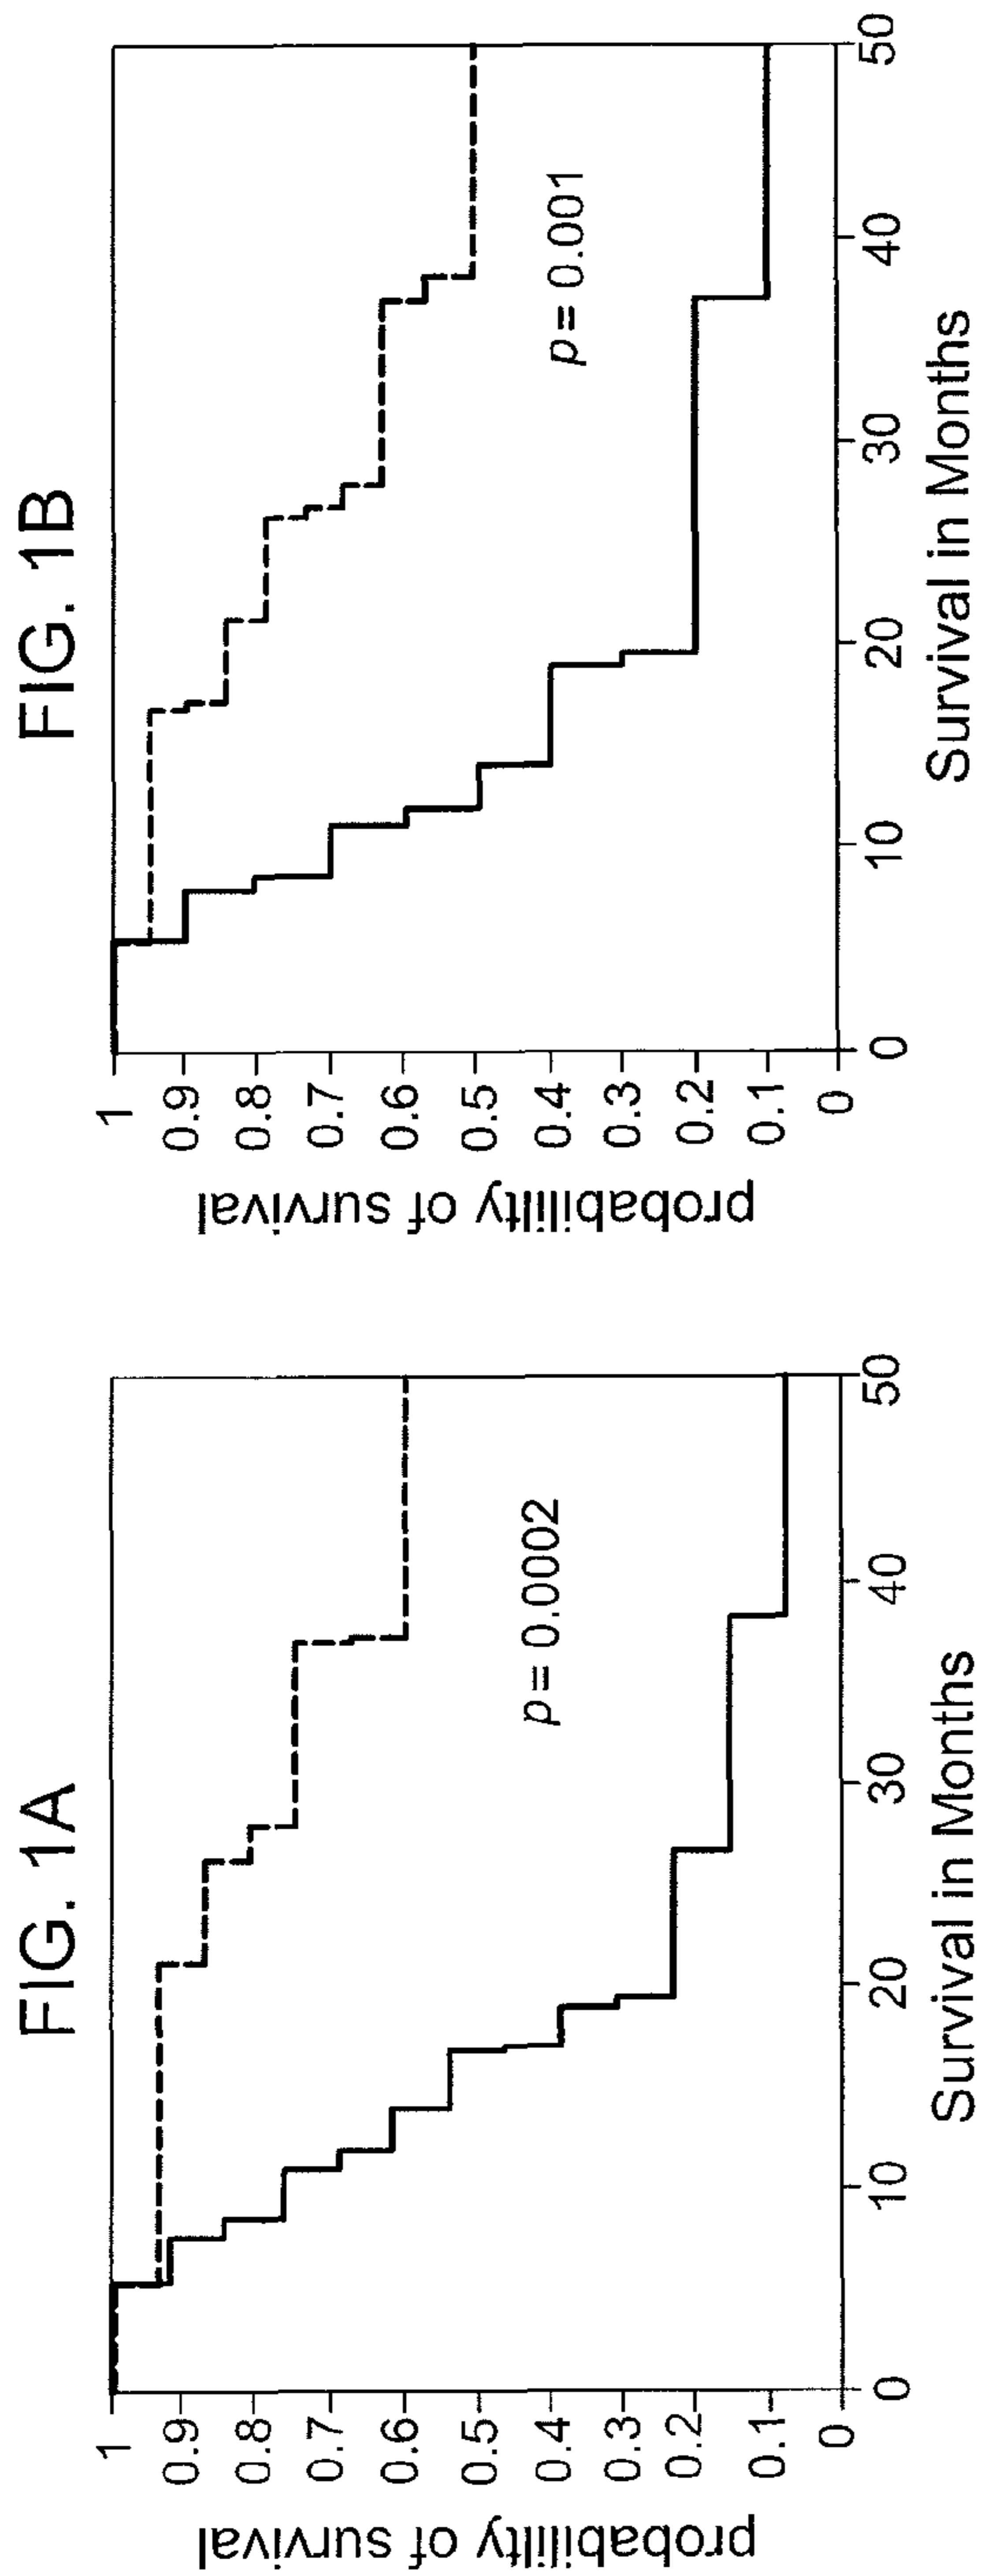 FIG. 1A
probabililty of survival
1
0.9
0.8
0.7
0.6
0.5
0.4
0.3
0.2
0.1
0
p= 0.0002
0 10 20 30 40 50
Survival in Months
FIG. 1B
probabililty of survival
1
0.9
0.8
0.7
0.6
0.5
0.4
0.3
0.2
0.1
0
p= 0.001
0 10 20 30 40 50
Survival in Months